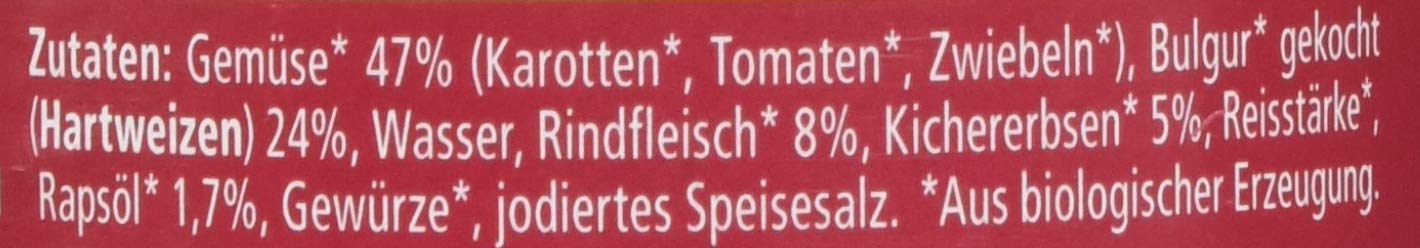 Zutaten: Gemüse* 47% (Karotten*, Tomaten*, Zwiebeln*), Bulgur* gekocht
(Hartweizen) 24%, Wasser, Rindfleisch* 8%, Kichererbsen* 5%, Reisstärke*,
Rapsöl* 1,7%, Gewürze*, jodiertes Speisesalz. *Aus biologischer Erzeugung.